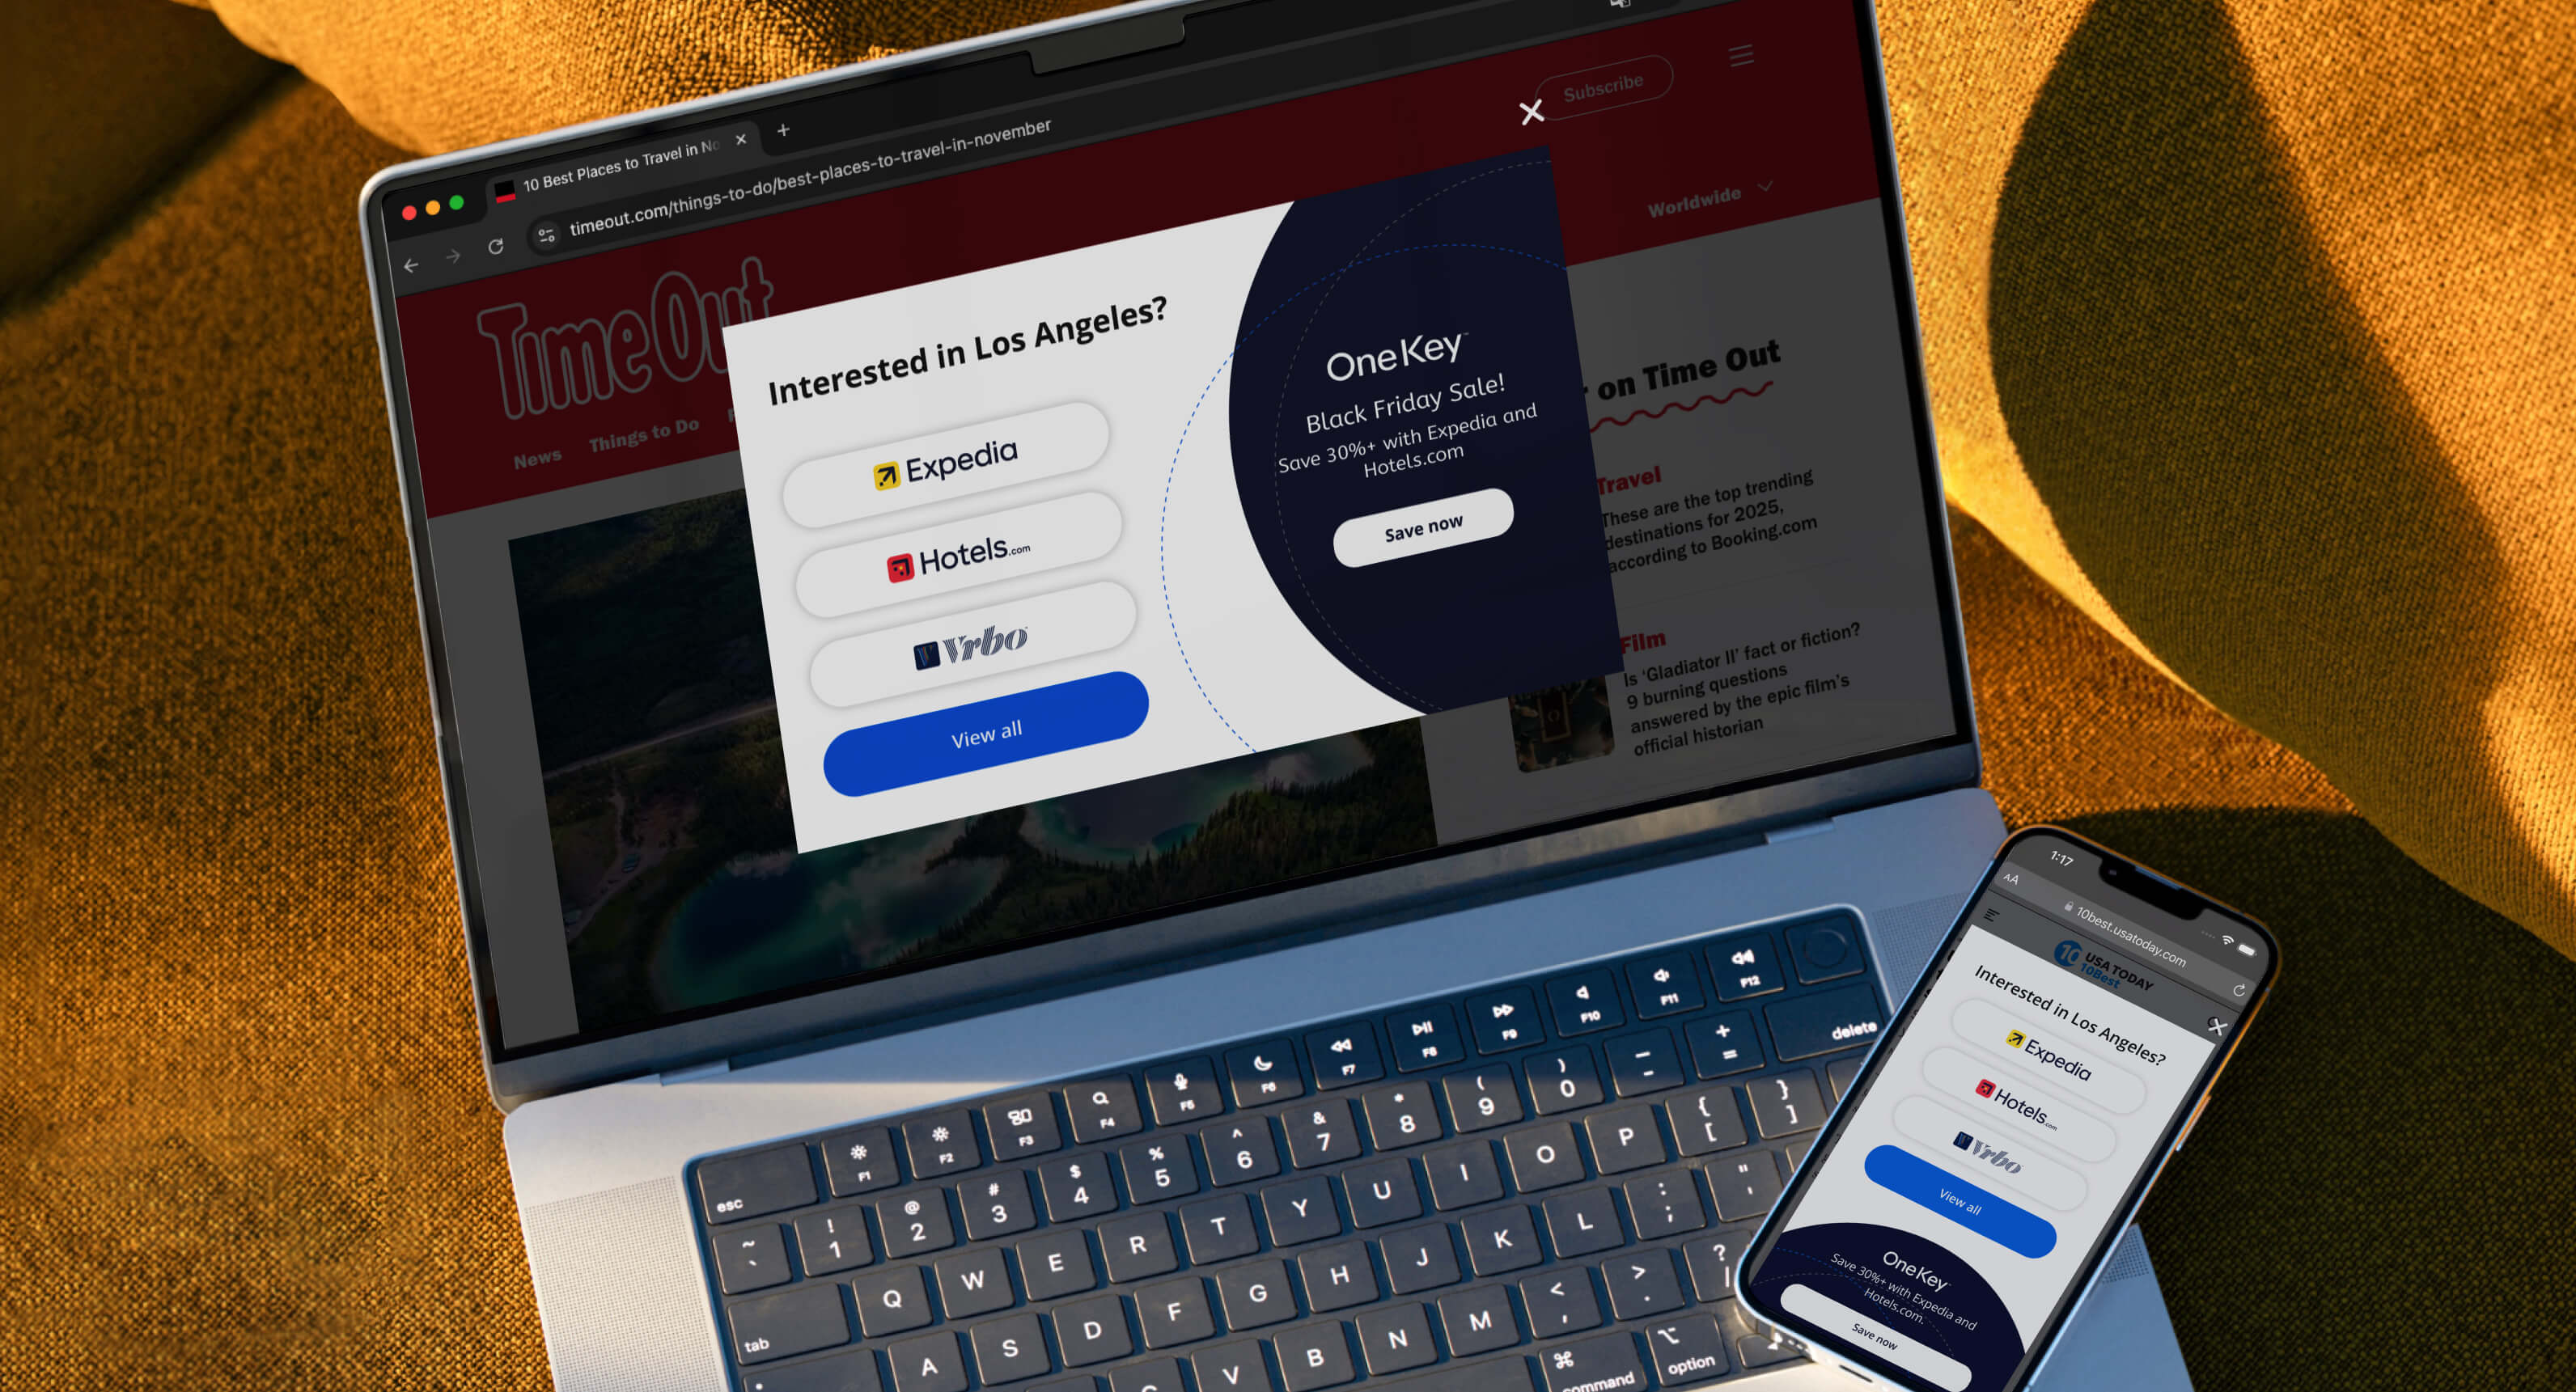 10 Best Places to Travel in No
timeout.com/things-to-do/best-places-to-travel-in-november
Subscribe
Time Out
Worldwide
News Things to Do
Interested in Los Angeles?
Expedia
Hotels.com
Vrbo
View all
OneKey™
Black Friday Sale!
Save 30%+ with Expedia and
Hotels.com
Save now
on Time Out
Travel
These are the top trending
destinations for 2025,
according to Booking.com
Film
Is ‘Gladiator II’ fact or fiction?
9 burning questions
answered by the epic film’s
official historian
1:17
AA
10best.usatoday.com
10 USA TODAY
10Best
Interested in Los Angeles?
Expedia
Hotels.com
Vrbo
View all
OneKey
Save 30%+ with Expedia and
Hotels.com.
Save now
esc F1 F2 F3 F4 F5 F6 F7 F8 F9 F10 F11 F12
~ ` ! 1 @ 2 # 3 $ 4 % 5 ^ 6 & 7 * 8 ( 9 ) 0 — - + = delete
tab Q W E R T Y U I O P { [ } ]
A S D F G H J K L : ; " '
V B N M < , > . ? /
command option